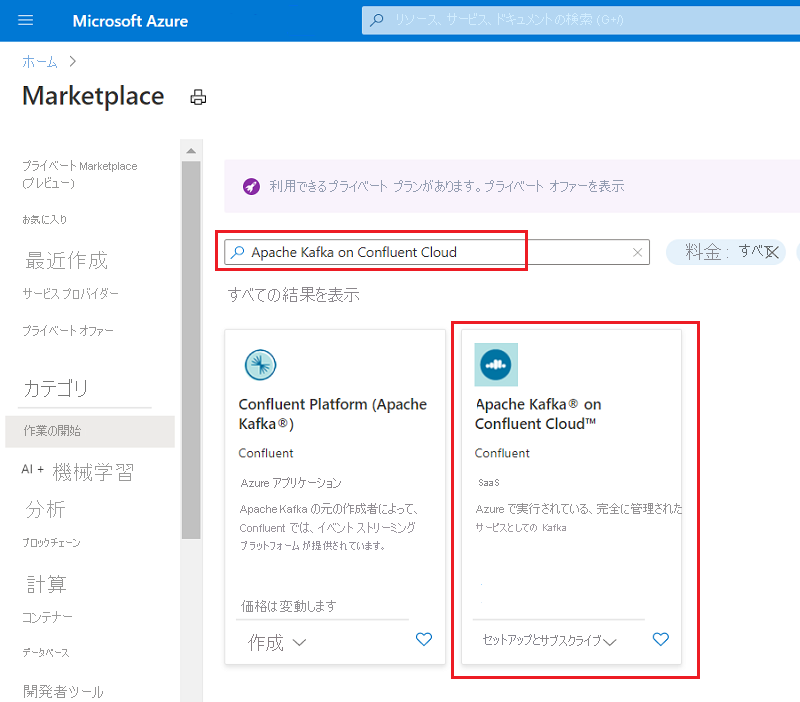 Microsoft Azure
リソース、サービス、ドキュメントの検索 (G+/)
ホーム
Marketplace
プライベート Marketplace
(プレビュー)
お気に入り
最近作成
サービス プロバイダー
プライベート オファー
カテゴリ
作業の開始
AI + 機械学習
分析
ブロックチェーン
計算
コンテナー
データベース
開発者ツール
利用できるプライベート プランがあります。プライベート オファーを表示
Apache Kafka on Confluent Cloud
料金 : すべて
すべての結果を表示
Confluent Platform (Apache
Kafka®)
Confluent
Azure アプリケーション
Apache Kafka の元の作成者によって、
Confluent では、イベント ストリーミング
プラットフォームが提供されています。
価格は変動します
作成
Apache Kafka® on
Confluent Cloud™
Confluent
SaaS
Azure で実行されている、完全に管理された
サービスとしての Kafka
セットアップとサブスクライブ